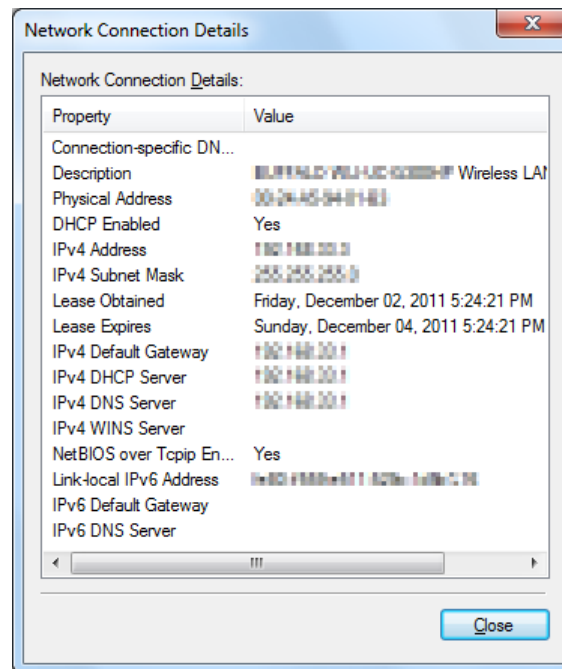 Network Connection Details
Network Connection Details:
Property Value
Connection-specific DN...
Description Wireless LAN
Physical Address
DHCP Enabled Yes
IPv4 Address
IPv4 Subnet Mask
Lease Obtained Friday, December 02, 2011 5:24:21 PM
Lease Expires Sunday, December 04, 2011 5:24:21 PM
IPv4 Default Gateway
IPv4 DHCP Server
IPv4 DNS Server
IPv4 WINS Server
NetBIOS over Tcpip En... Yes
Link-local IPv6 Address
IPv6 Default Gateway
IPv6 DNS Server
Close